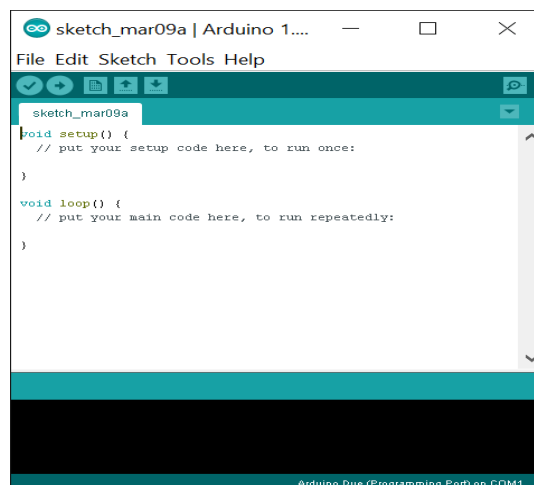 sketch_mar09a | Arduino 1....
File Edit Sketch Tools Help
sketch_mar09a
void setup() {
  // put your setup code here, to run once:

}

void loop() {
  // put your main code here, to run repeatedly:

}
Arduino Due (Programming Port) on COM1